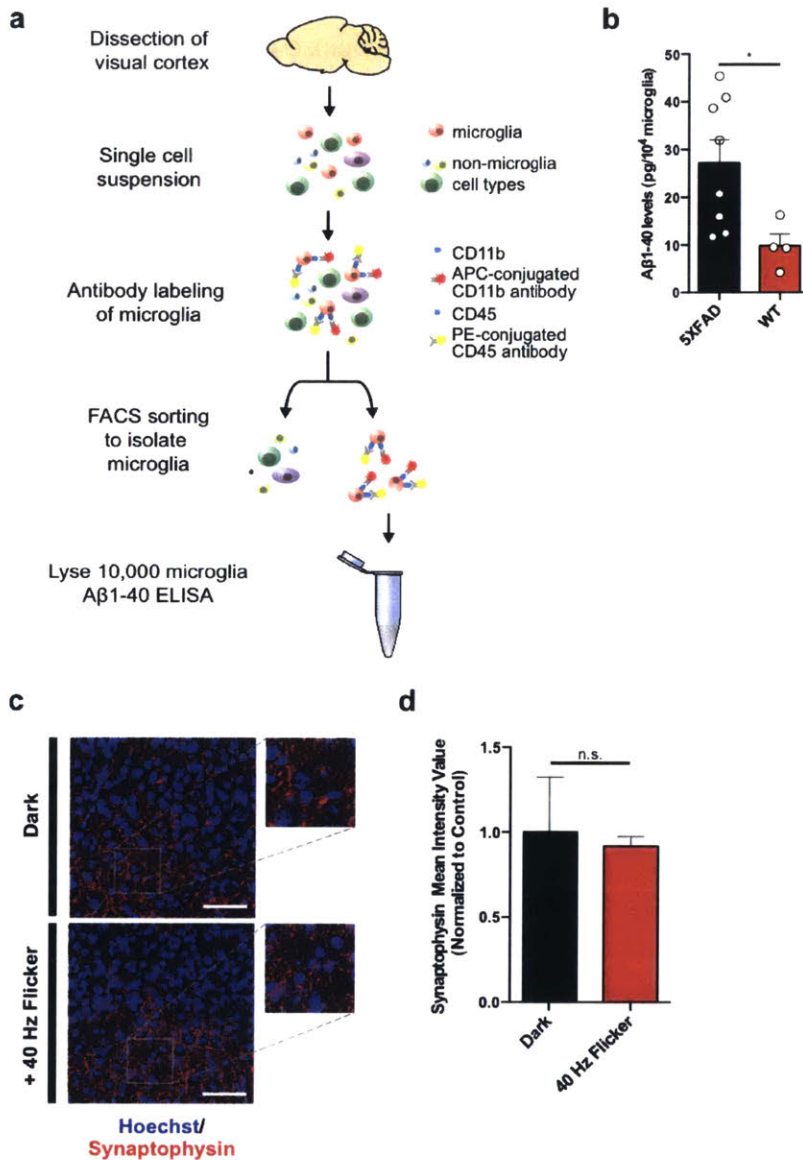 a
Dissection of
visual cortex
Single cell
suspension
microglia
non-microglia
cell types
Antibody labeling
of microglia
CD11b
APC-conjugated
CD11b antibody
CD45
PE-conjugated
CD45 antibody
FACS sorting
to isolate
microglia
Lyse 10,000 microglia
Aβ1-40 ELISA
b
Aβ1-40 levels (pg/10⁴ microglia)
50
40
30
20
10
0
*
5XFAD
WT
c
Dark
+ 40 Hz Flicker
Hoechst/
Synaptophysin
d
Synaptophysin Mean Intensity Value
(Normalized to Control)
1.5
1.0
0.5
0.0
n.s.
Dark
40 Hz Flicker